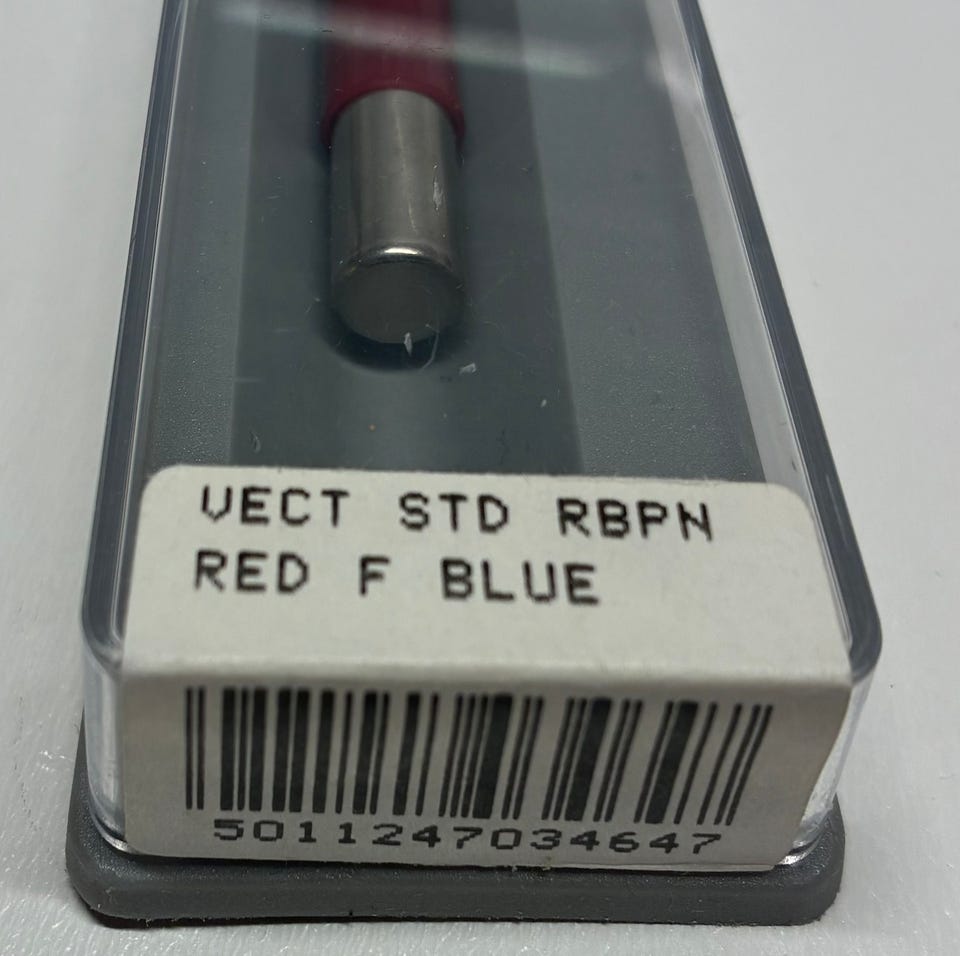 VECT STD RBPN
RED F BLUE
5011247034647